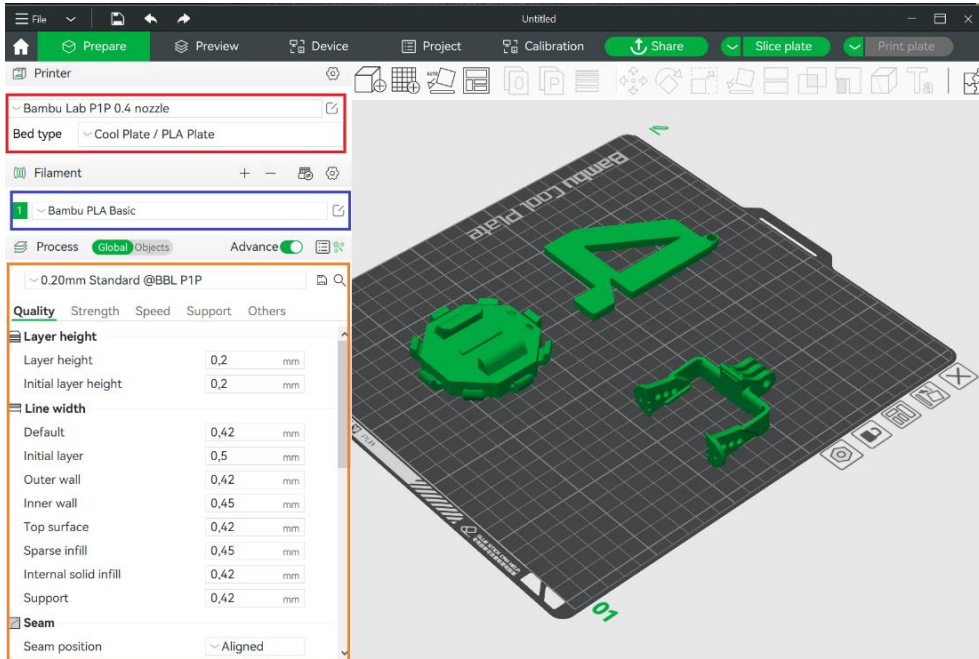 File
Untitled
Prepare
Preview
Device
Project
Calibration
Share
Slice plate
Print plate
Printer
Bambu Lab P1P 0.4 nozzle
Bed type
Cool Plate / PLA Plate
Filament
+ −
1
Bambu PLA Basic
Process
Global
Objects
Advance
0.20mm Standard @BBL P1P
Quality
Strength
Speed
Support
Others
Layer height
Layer height 0,2 mm
Initial layer height 0,2 mm
Line width
Default 0,42 mm
Initial layer 0,5 mm
Outer wall 0,42 mm
Inner wall 0,45 mm
Top surface 0,42 mm
Sparse infill 0,45 mm
Internal solid infill 0,42 mm
Support 0,42 mm
Seam
Seam position Aligned
AUTO
O
P
Ta
Bambu Cool Plate
PLA
01